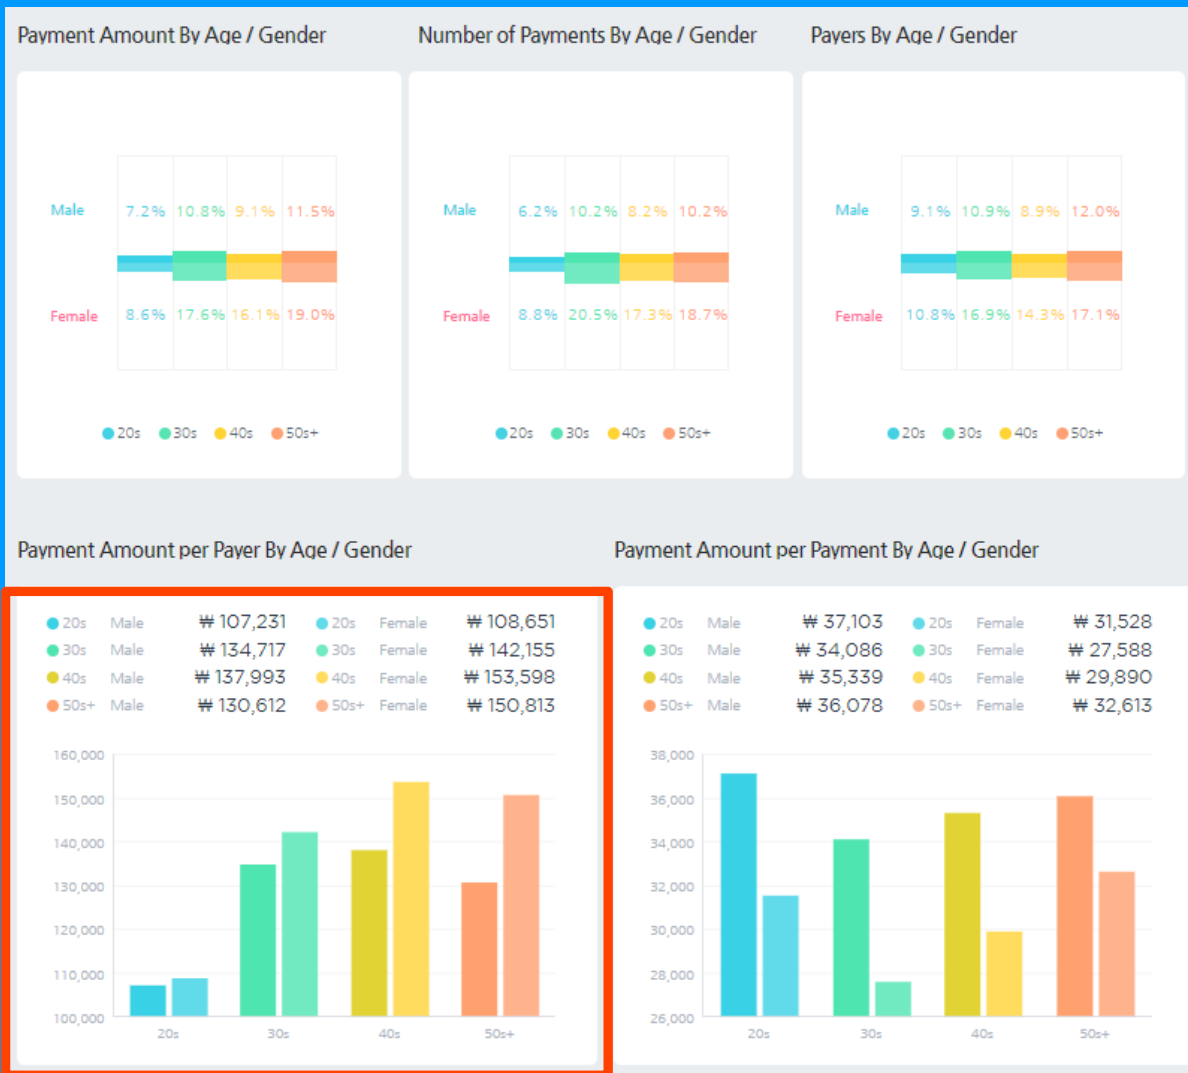 Payment Amount By Age / Gender
Number of Payments By Age / Gender
Payers By Age / Gender
Male 7.2% 10.8% 9.1% 11.5%
Female 8.6% 17.6% 16.1% 19.0%
20s 30s 40s 50s+
Male 6.2% 10.2% 8.2% 10.2%
Female 8.8% 20.5% 17.3% 18.7%
20s 30s 40s 50s+
Male 9.1% 10.9% 8.9% 12.0%
Female 10.8% 16.9% 14.3% 17.1%
20s 30s 40s 50s+
Payment Amount per Payer By Age / Gender
20s Male ₩ 107,231 20s Female ₩ 108,651
30s Male ₩ 134,717 30s Female ₩ 142,155
40s Male ₩ 137,993 40s Female ₩ 153,598
50s+ Male ₩ 130,612 50s+ Female ₩ 150,813
160,000
150,000
140,000
130,000
120,000
110,000
100,000
20s 30s 40s 50s+
Payment Amount per Payment By Age / Gender
20s Male ₩ 37,103 20s Female ₩ 31,528
30s Male ₩ 34,086 30s Female ₩ 27,588
40s Male ₩ 35,339 40s Female ₩ 29,890
50s+ Male ₩ 36,078 50s+ Female ₩ 32,613
38,000
36,000
34,000
32,000
30,000
28,000
26,000
20s 30s 40s 50s+